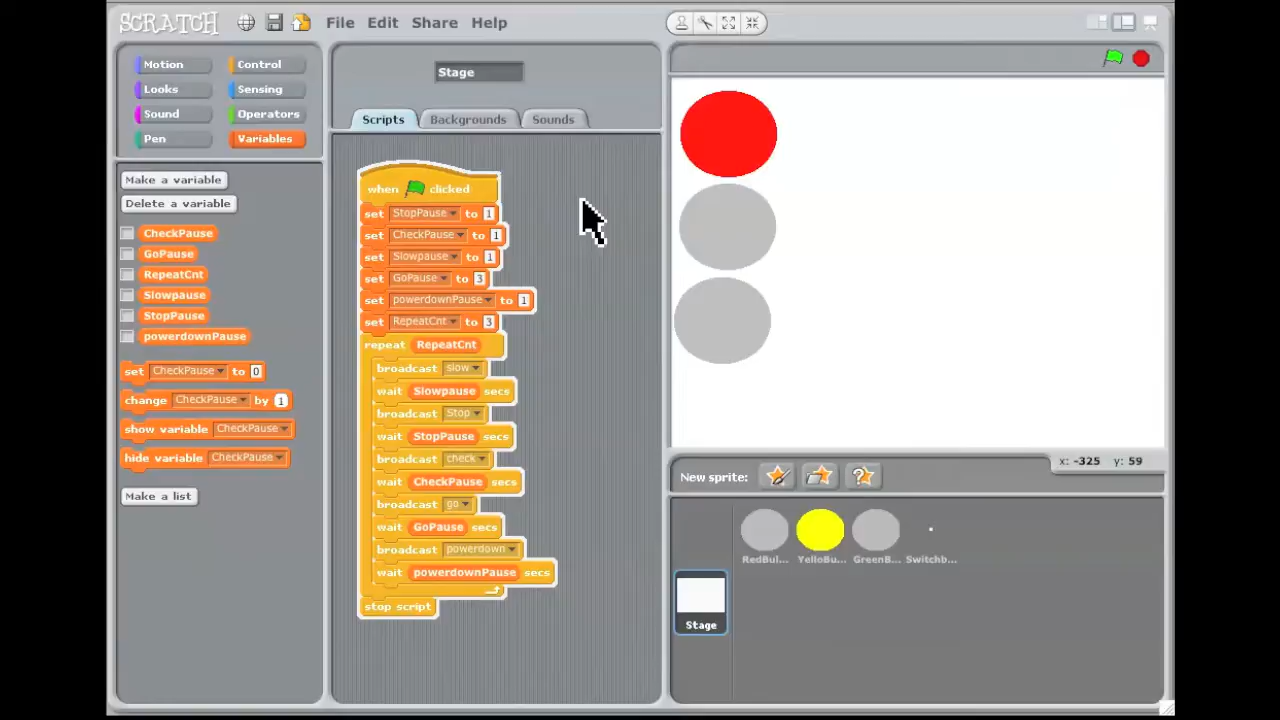 SCRATCH File Edit Share Help
Motion Control
Looks Sensing
Sound Operators
Pen Variables
Make a variable
Delete a variable
CheckPause
GoPause
RepeatCnt
Slowpause
StopPause
powerdownPause
set CheckPause to 0
change CheckPause by 1
show variable CheckPause
hide variable CheckPause
Make a list
Stage
Scripts Backgrounds Sounds
when clicked
set StopPause to 1
set CheckPause to 1
set Slowpause to 1
set GoPause to 3
set powerdownPause to 1
set RepeatCnt to 3
repeat RepeatCnt
broadcast slow
wait Slowpause secs
broadcast Stop
wait StopPause secs
broadcast check
wait CheckPause secs
broadcast go
wait GoPause secs
broadcast powerdown
wait powerdownPause secs
stop script
x: -325 y: 59
New sprite:
RedBul... YelloBu... GreenB... Switchb...
Stage